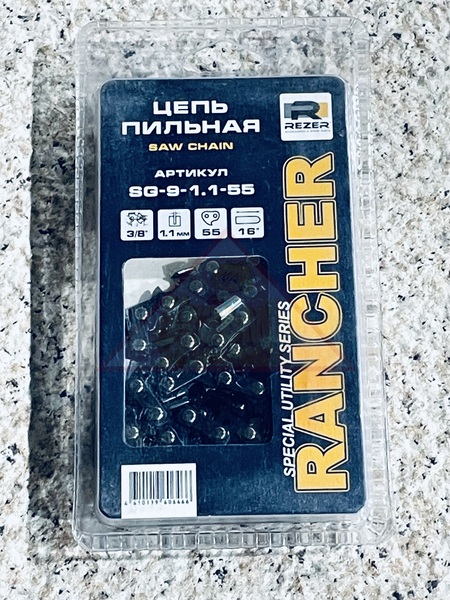 ЦЕПЬ
ПИЛЬНАЯ
SAW CHAIN
REZER
АРТИКУЛ
SG-9-1.1-55
3/8"
1.1 мм
55
16"
SPECIAL UTILITY SERIES
RANCHER